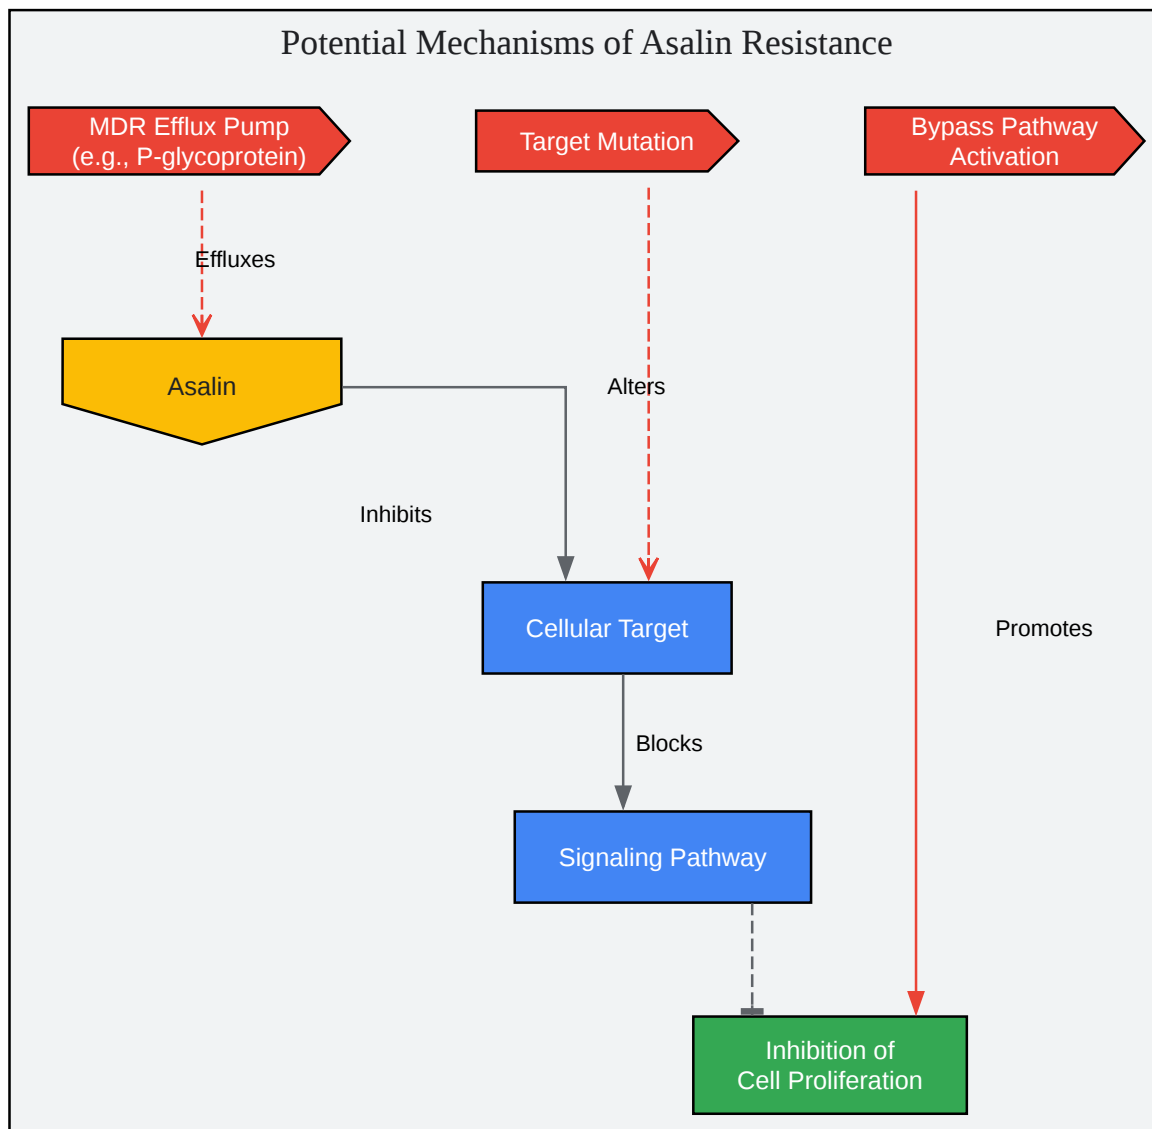 Potential Mechanisms of Asalin Resistance
MDR Efflux Pump
(e.g., P-glycoprotein)
Target Mutation
Bypass Pathway
Activation
Effluxes
Asalin
Alters
Inhibits
Cellular Target
Promotes
Blocks
Signaling Pathway
Inhibition of
Cell Proliferation